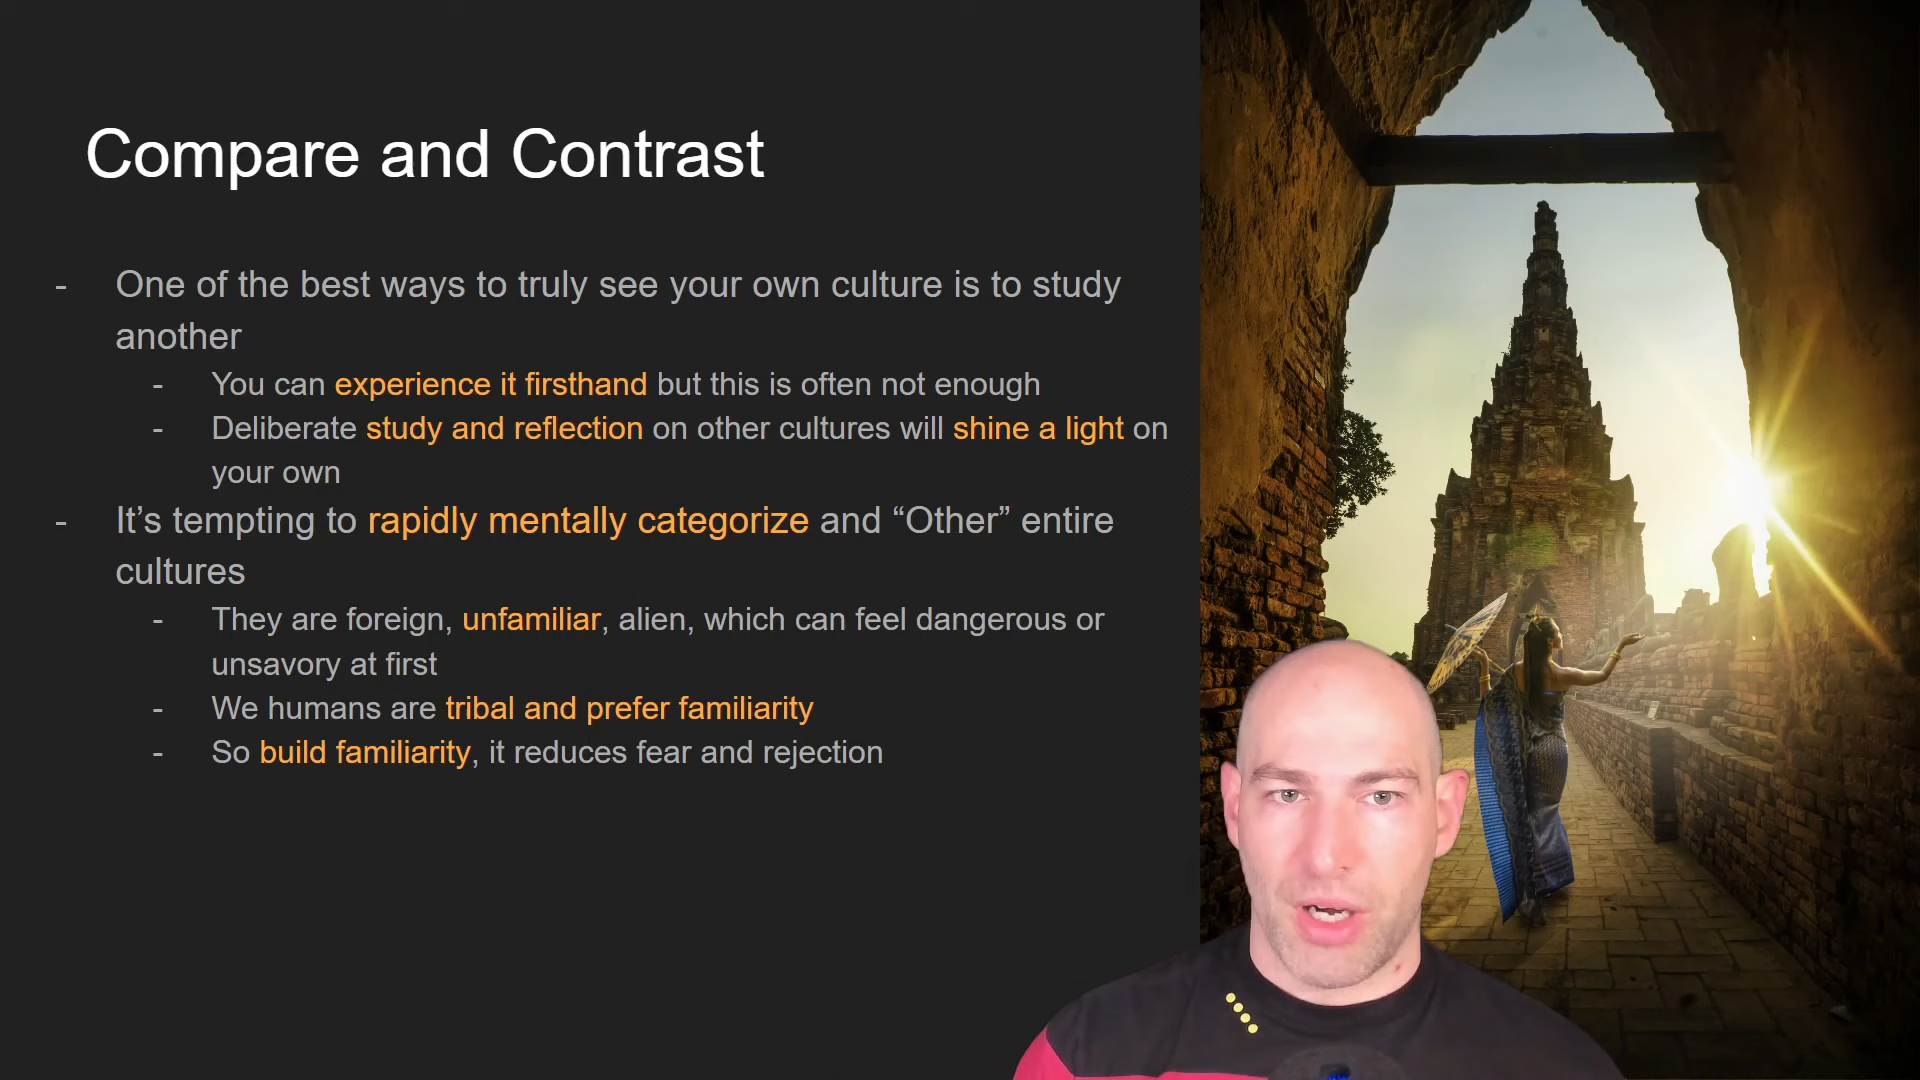 Compare and Contrast
- One of the best ways to truly see your own culture is to study
another
- You can experience it firsthand but this is often not enough
- Deliberate study and reflection on other cultures will shine a light on
your own
- It’s tempting to rapidly mentally categorize and “Other” entire
cultures
- They are foreign, unfamiliar, alien, which can feel dangerous or
unsavory at first
- We humans are tribal and prefer familiarity
- So build familiarity, it reduces fear and rejection